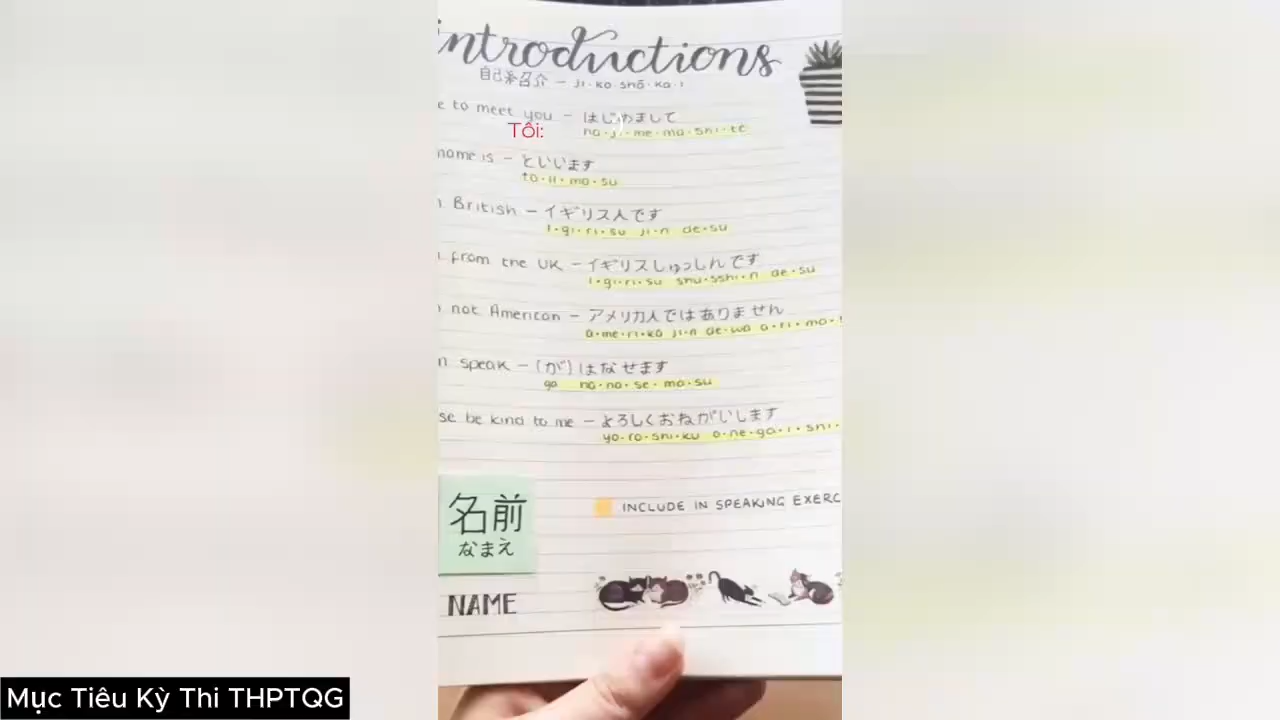 introductions
自己紹介 - ji・ko shō・ka・i
e to meet you - はじめまして
Tôi:
ha・ji・me・ma・shi・te
name is - といいます
to・ii・ma・su
British - イギリス人です
i・gi・ri・su ji・n de・su
from the UK - イギリスしゅっしんです
i・gi・ri・su shu・sshi・n de・su
not American - アメリカ人ではありません
a・me・ri・ka ji・n de・wa a・ri・ma・
n speak - (が)はなせます
ga ha・na・se・ma・su
se be kind to me - よろしくおねがいします
yo・ro・shi・ku o・ne・ga・i・shi・
名前
なまえ
INCLUDE IN SPEAKING EXERC
NAME
Mục Tiêu Kỳ Thi THPTQG